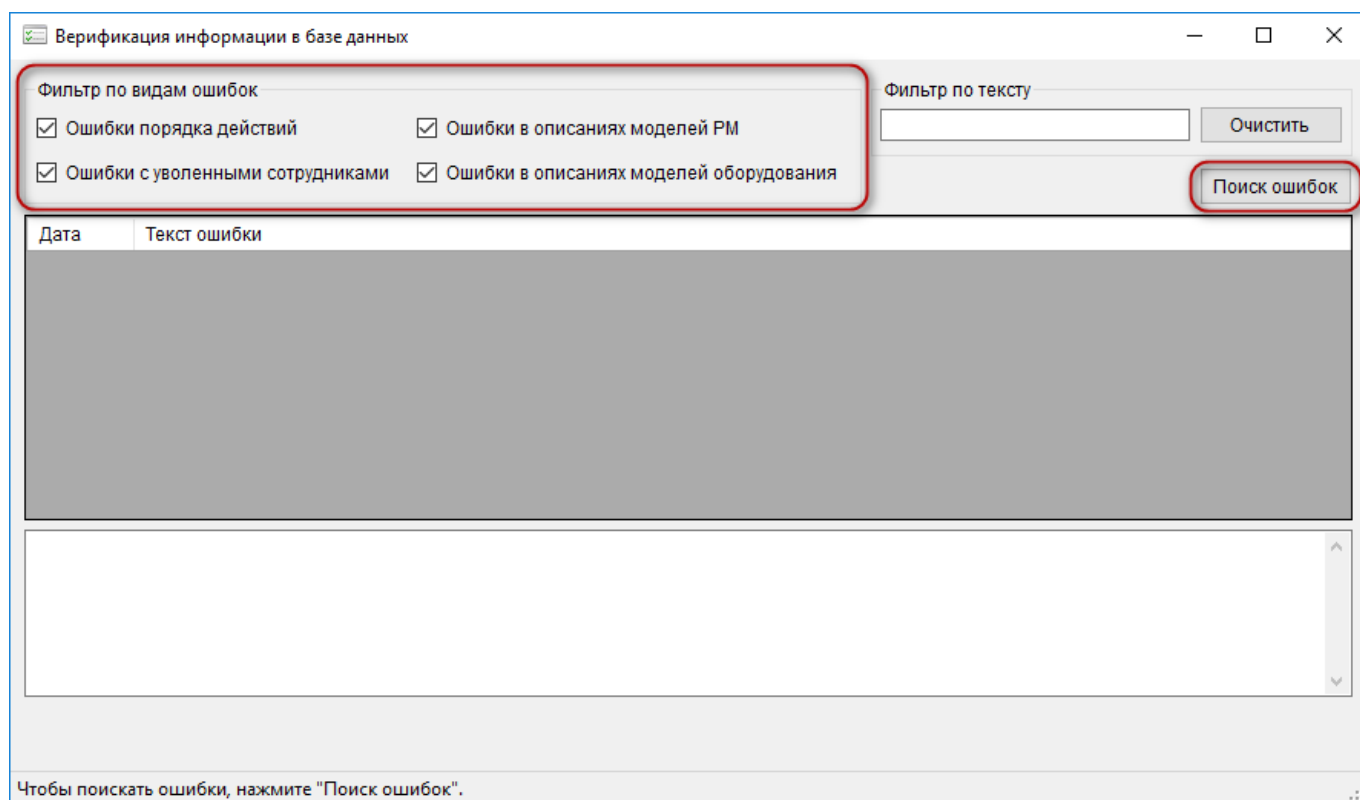 Верификация информации в базе данных
Фильтр по видам ошибок
Фильтр по тексту
Ошибки порядка действий
Ошибки в описаниях моделей РМ
Очистить
Ошибки с уволенными сотрудниками
Ошибки в описаниях моделей оборудования
Поиск ошибок
Дата
Текст ошибки
Чтобы поискать ошибки, нажмите "Поиск ошибок".